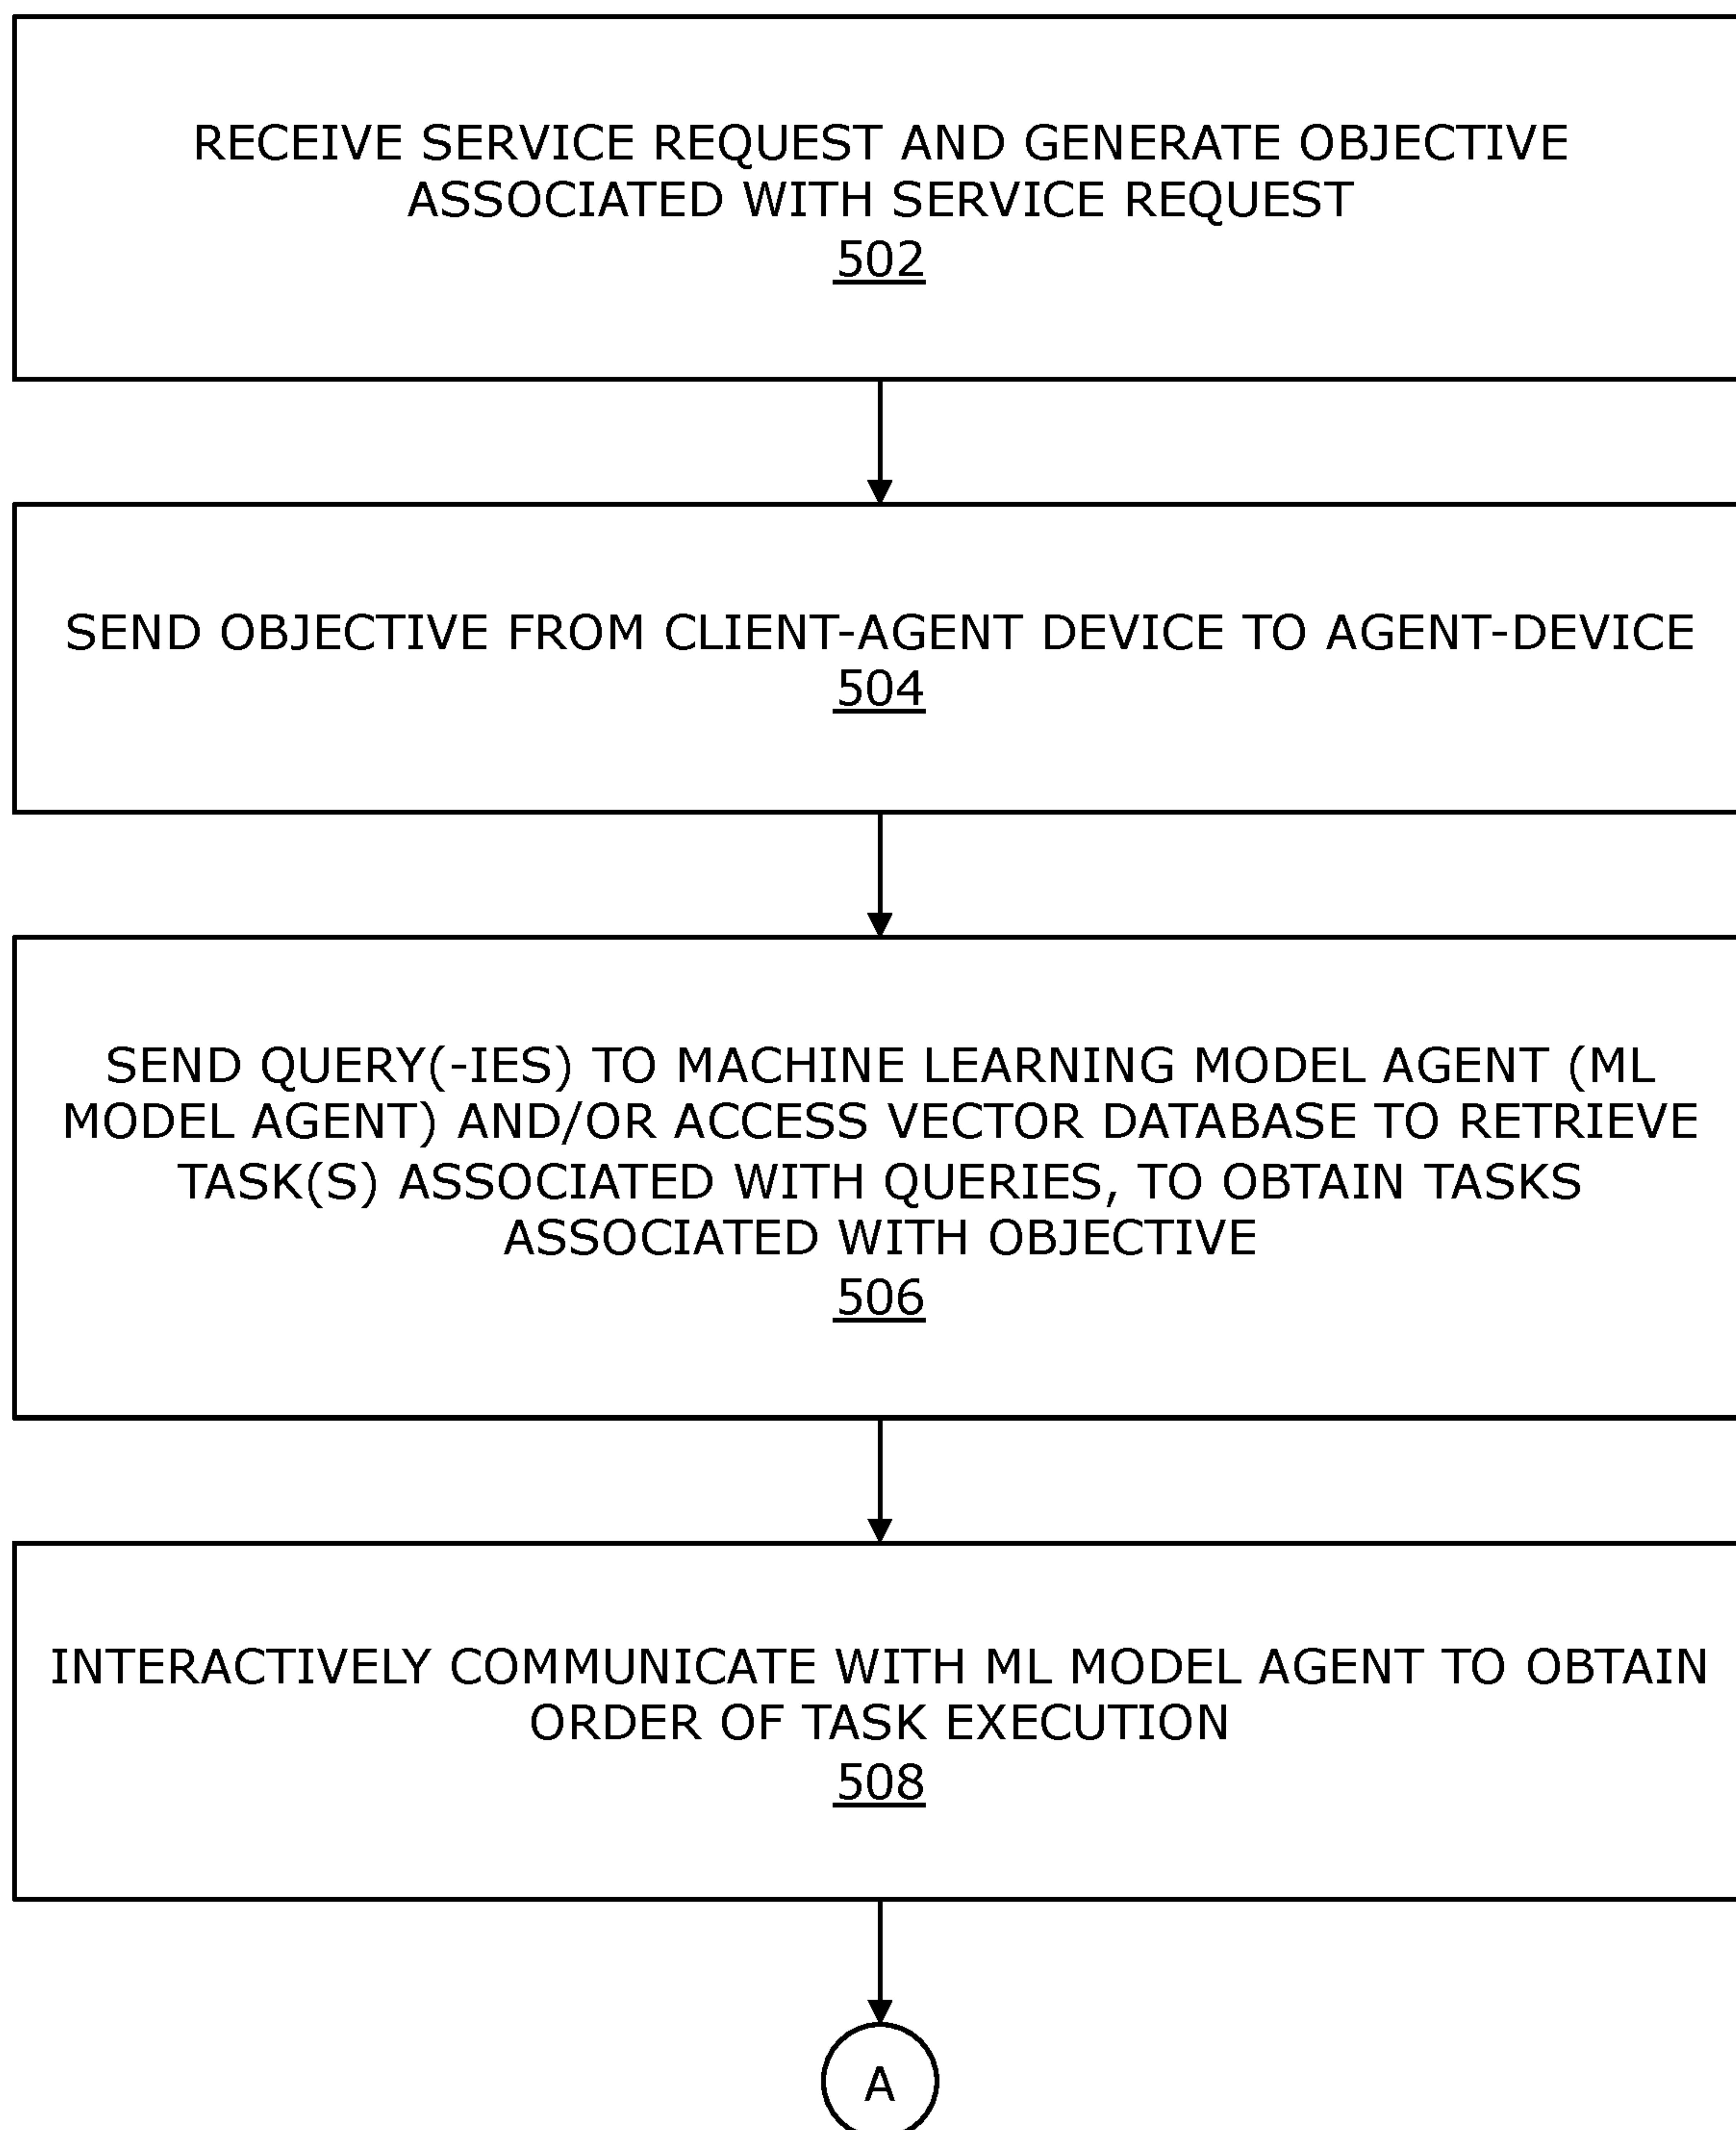 RECEIVE SERVICE REQUEST AND GENERATE OBJECTIVE
ASSOCIATED WITH SERVICE REQUEST
502
SEND OBJECTIVE FROM CLIENT-AGENT DEVICE TO AGENT-DEVICE
504
SEND QUERY(-IES) TO MACHINE LEARNING MODEL AGENT (ML
MODEL AGENT) AND/OR ACCESS VECTOR DATABASE TO RETRIEVE
TASK(S) ASSOCIATED WITH QUERIES, TO OBTAIN TASKS
ASSOCIATED WITH OBJECTIVE
506
INTERACTIVELY COMMUNICATE WITH ML MODEL AGENT TO OBTAIN
ORDER OF TASK EXECUTION
508
A